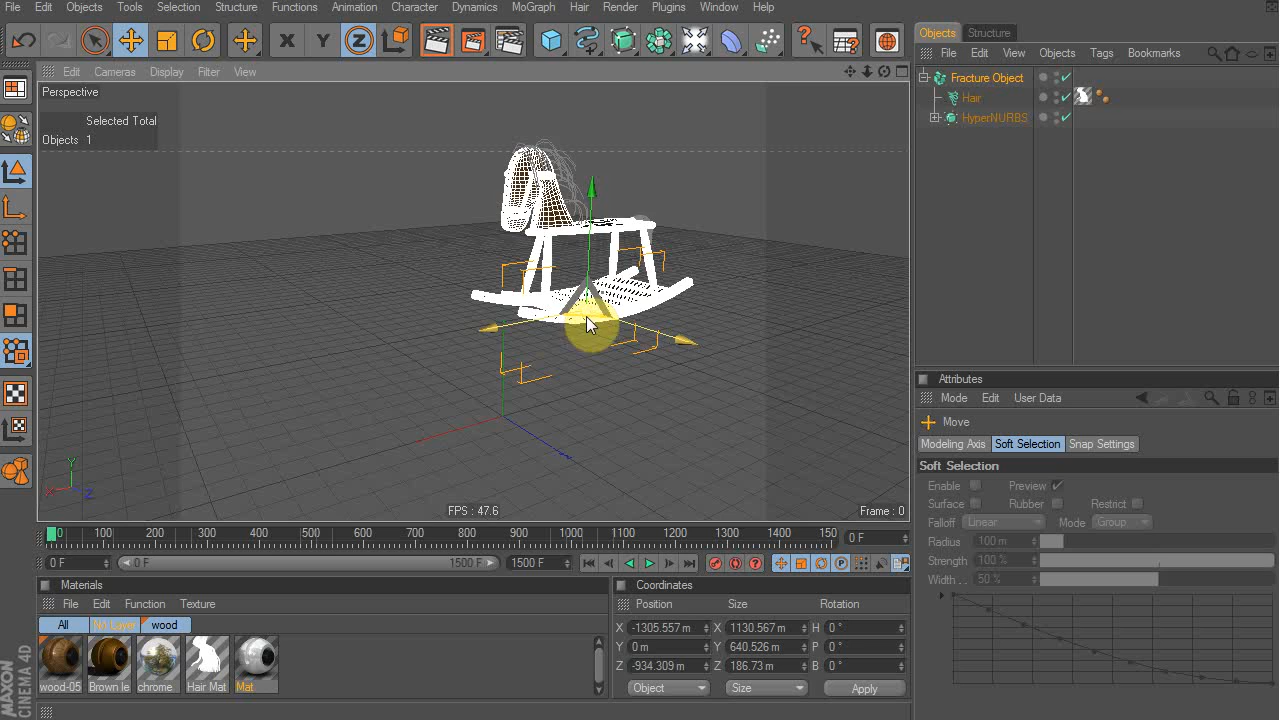 File Edit Objects Tools Selection Structure Functions Animation Character Dynamics MoGraph Hair Render Plugins Window Help
Objects Structure
File Edit View Objects Tags Bookmarks
Fracture Object
Hair
HyperNURBS
Edit Cameras Display Filter View
Perspective
Selected Total
Objects 1
X Y Z
FPS : 47.6
Frame : 0
Attributes
Mode Edit User Data
Move
Modeling Axis Soft Selection Snap Settings
Soft Selection
Enable Preview
Surface Rubber Restrict
Falloff Linear Mode Group
Radius 100 m
Strength 100 %
Width . . 50 %
0 100 200 300 400 500 600 700 800 900 1000 1100 1200 1300 1400 150
0 F
0 F 0 F 1500 F 1500 F
Materials
File Edit Function Texture
All No Layer wood
wood-05 Brown le chrome Hair Mat Mat
Coordinates
Position Size Rotation
X -1305.557 m X 1130.567 m H 0 °
Y 0 m Y 640.526 m P 0 °
Z -934.309 m Z 186.73 m B 0 °
Object Size Apply
MAXON
CINEMA 4D
X Y Z